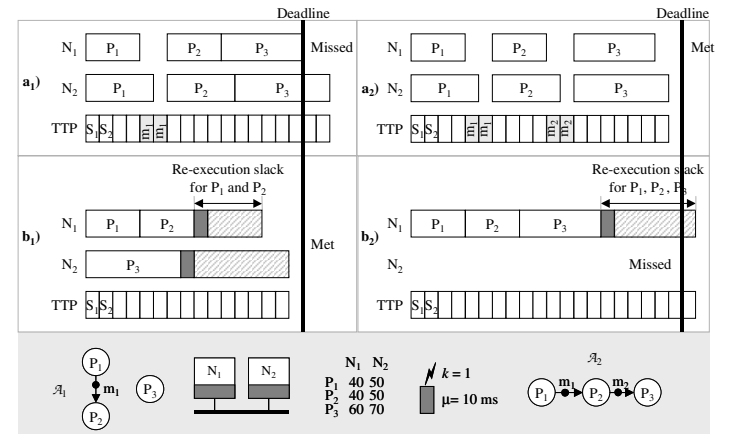 Deadline
Deadline
a₁)
N₁ P₁ P₂ P₃ Missed
N₂ P₁ P₂ P₃
TTP S₁ S₂ m₁ m₁
a₂)
N₁ P₁ P₂ P₃ Met
N₂ P₁ P₂ P₃
TTP S₁ S₂ m₁ m₁ m₂ m₂
Re-execution slack
for P₁ and P₂
b₁)
N₁ P₁ P₂
N₂ P₃
Met
TTP S₁ S₂
Re-execution slack
for P₁, P₂, P₃
b₂)
N₁ P₁ P₂ P₃
N₂ Missed
TTP S₁ S₂
𝒜₁
P₁
m₁
P₂
P₃
N₁ N₂
N₁ N₂
P₁ 40 50
P₂ 40 50
P₃ 60 70
k = 1
μ= 10 ms
𝒜₂
P₁ m₁ P₂ m₂ P₃